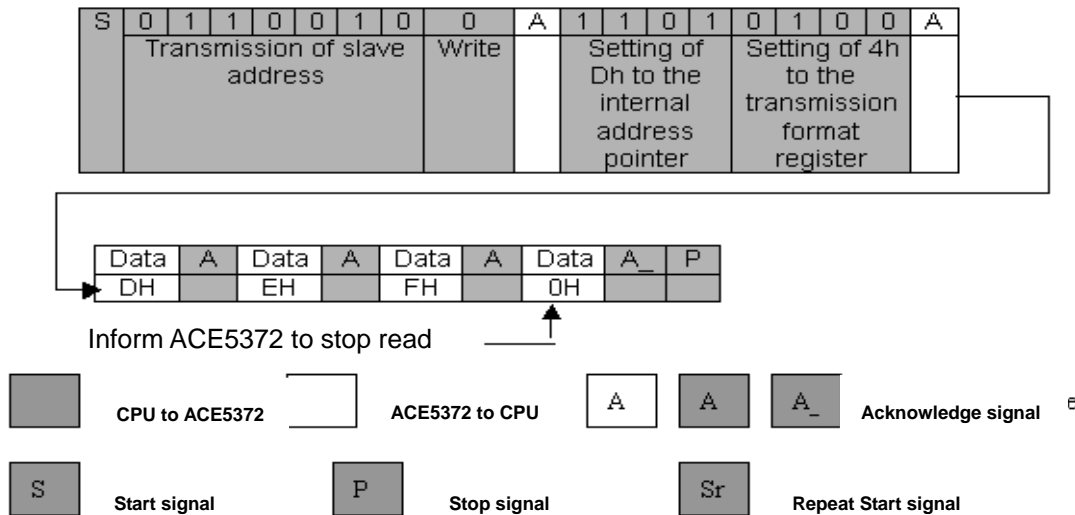 S 0 1 1 0 0 1 0 0 A 1 1 0 1 0 1 0 0 A
Transmission of slave address Write Setting of Dh to the internal address pointer Setting of 4h to the transmission format register
Data A Data A Data A Data A_ P
DH EH FH 0H
Inform ACE5372 to stop read
CPU to ACE5372 ACE5372 to CPU A A A_ Acknowledge signal e
S Start signal P Stop signal Sr Repeat Start signal